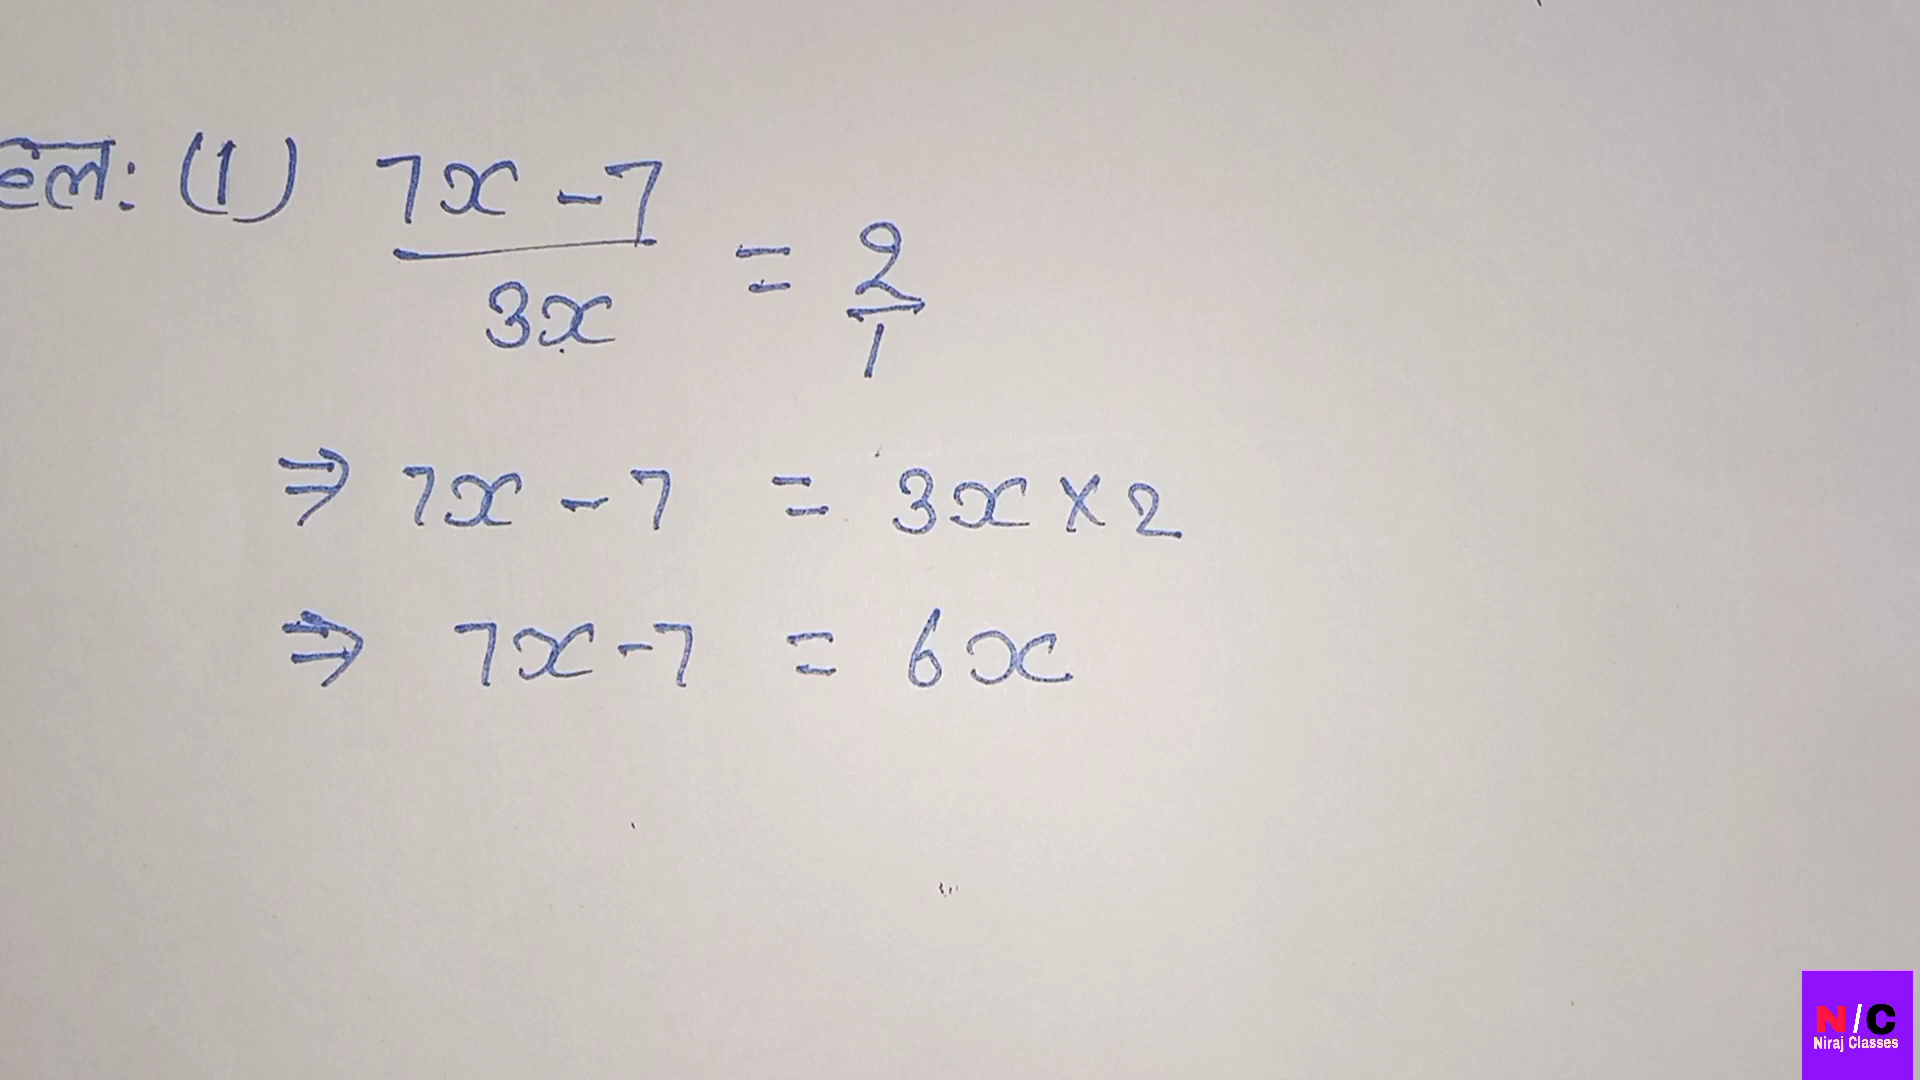 हल: (1) 7x - 7
3x
= 2
1
⇒ 7x - 7 = 3x × 2
⇒ 7x - 7 = 6x
N/C
Niraj Classes